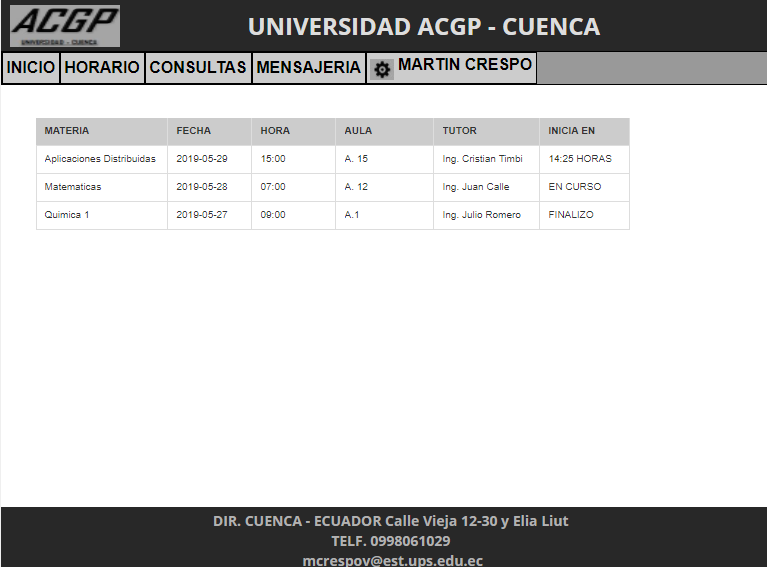 ACGP
UNIVERSIDAD - CUENCA
UNIVERSIDAD ACGP - CUENCA
INICIO HORARIO CONSULTAS MENSAJERIA MARTIN CRESPO
MATERIA FECHA HORA AULA TUTOR INICIA EN
Aplicaciones Distribuidas 2019-05-29 15:00 A. 15 Ing. Cristian Timbi 14:25 HORAS
Matematicas 2019-05-28 07:00 A. 12 Ing. Juan Calle EN CURSO
Quimica 1 2019-05-27 09:00 A.1 Ing. Julio Romero FINALIZO
DIR. CUENCA - ECUADOR Calle Vieja 12-30 y Elia Liut
TELF. 0998061029
mcrespov@est.ups.edu.ec